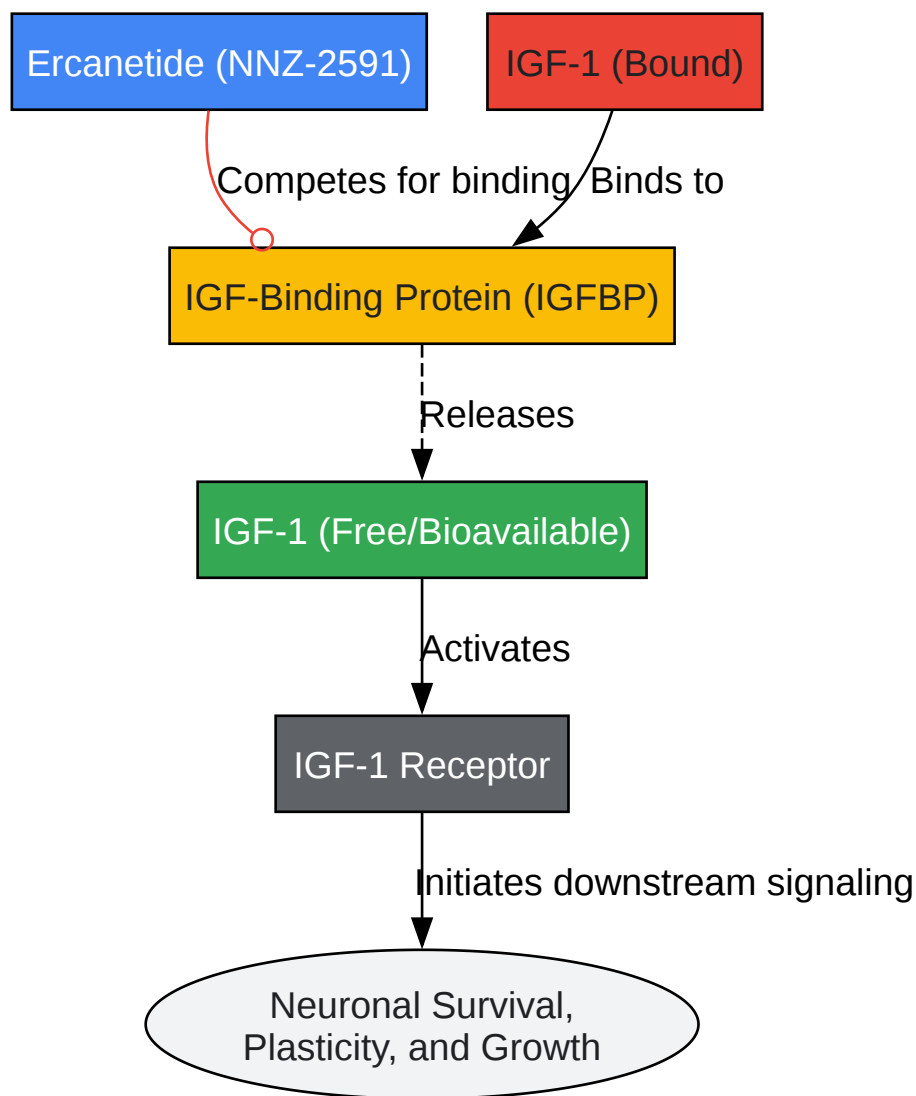 Ercanetide (NNZ-2591)
IGF-1 (Bound)
Competes for binding
Binds to
IGF-Binding Protein (IGFBP)
Releases
IGF-1 (Free/Bioavailable)
Activates
IGF-1 Receptor
Initiates downstream signaling
Neuronal Survival,
Plasticity, and Growth